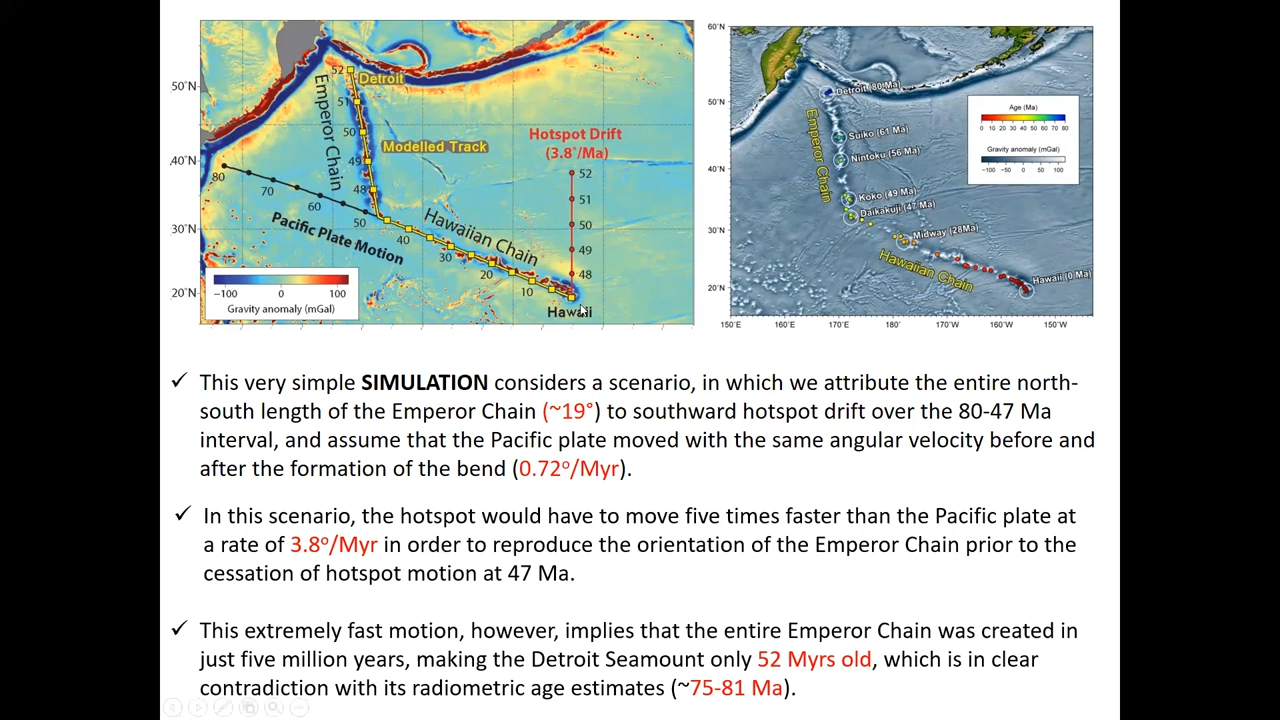 52
Detroit
51
50
49
48
Emperor Chain
Modelled Track
Hotspot Drift
(3.8°/Ma)
52
51
50
49
48
50°N
40°N
30°N
20°N
80
70
60
50
40
30
20
10
Pacific Plate Motion
Hawaiian Chain
Hawaii
−100 0 100
Gravity anomaly (mGal)
60°N
50°N
40°N
30°N
20°N
150°E 160°E 170°E 180° 170°W 160°W 150°W
Detroit (80 Ma)
Suiko (61 Ma)
Nintoku (56 Ma)
Koko (49 Ma)
Daikakuji (47 Ma)
Midway (28Ma)
Hawaii (0 Ma)
Emperor Chain
Hawaiian Chain
Age (Ma)
0 10 20 30 40 50 60 70 80
Gravity anomaly (mGal)
−100 −50 0 50 100
✓ This very simple SIMULATION considers a scenario, in which we attribute the entire north-
south length of the Emperor Chain (~19°) to southward hotspot drift over the 80-47 Ma
interval, and assume that the Pacific plate moved with the same angular velocity before and
after the formation of the bend (0.72°/Myr).
✓ In this scenario, the hotspot would have to move five times faster than the Pacific plate at
a rate of 3.8°/Myr in order to reproduce the orientation of the Emperor Chain prior to the
cessation of hotspot motion at 47 Ma.
✓ This extremely fast motion, however, implies that the entire Emperor Chain was created in
just five million years, making the Detroit Seamount only 52 Myrs old, which is in clear
contradiction with its radiometric age estimates (~75-81 Ma).